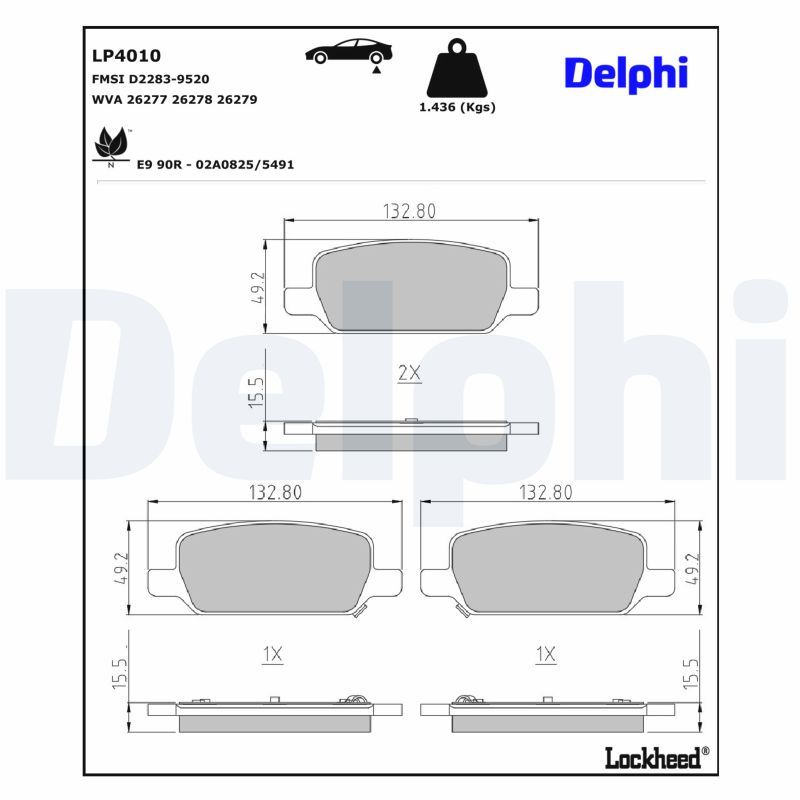 LP4010
FMSI D2283-9520
WVA 26277 26278 26279
1.436 (Kgs)
Delphi
™
N
E9 90R - 02A0825/5491
132.80
49.2
2X
15.5
Delphi
132.80
132.80
49.2
49.2
1X
1X
15.5
15.5
Lockheed®